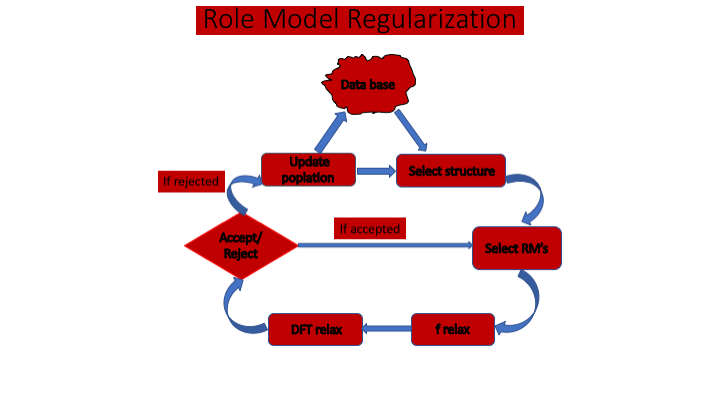 Role Model Regularization
Data base
Update
poplation
Select structure
If rejected
If accepted
Accept/
Reject
Select RM's
DFT relax
f relax